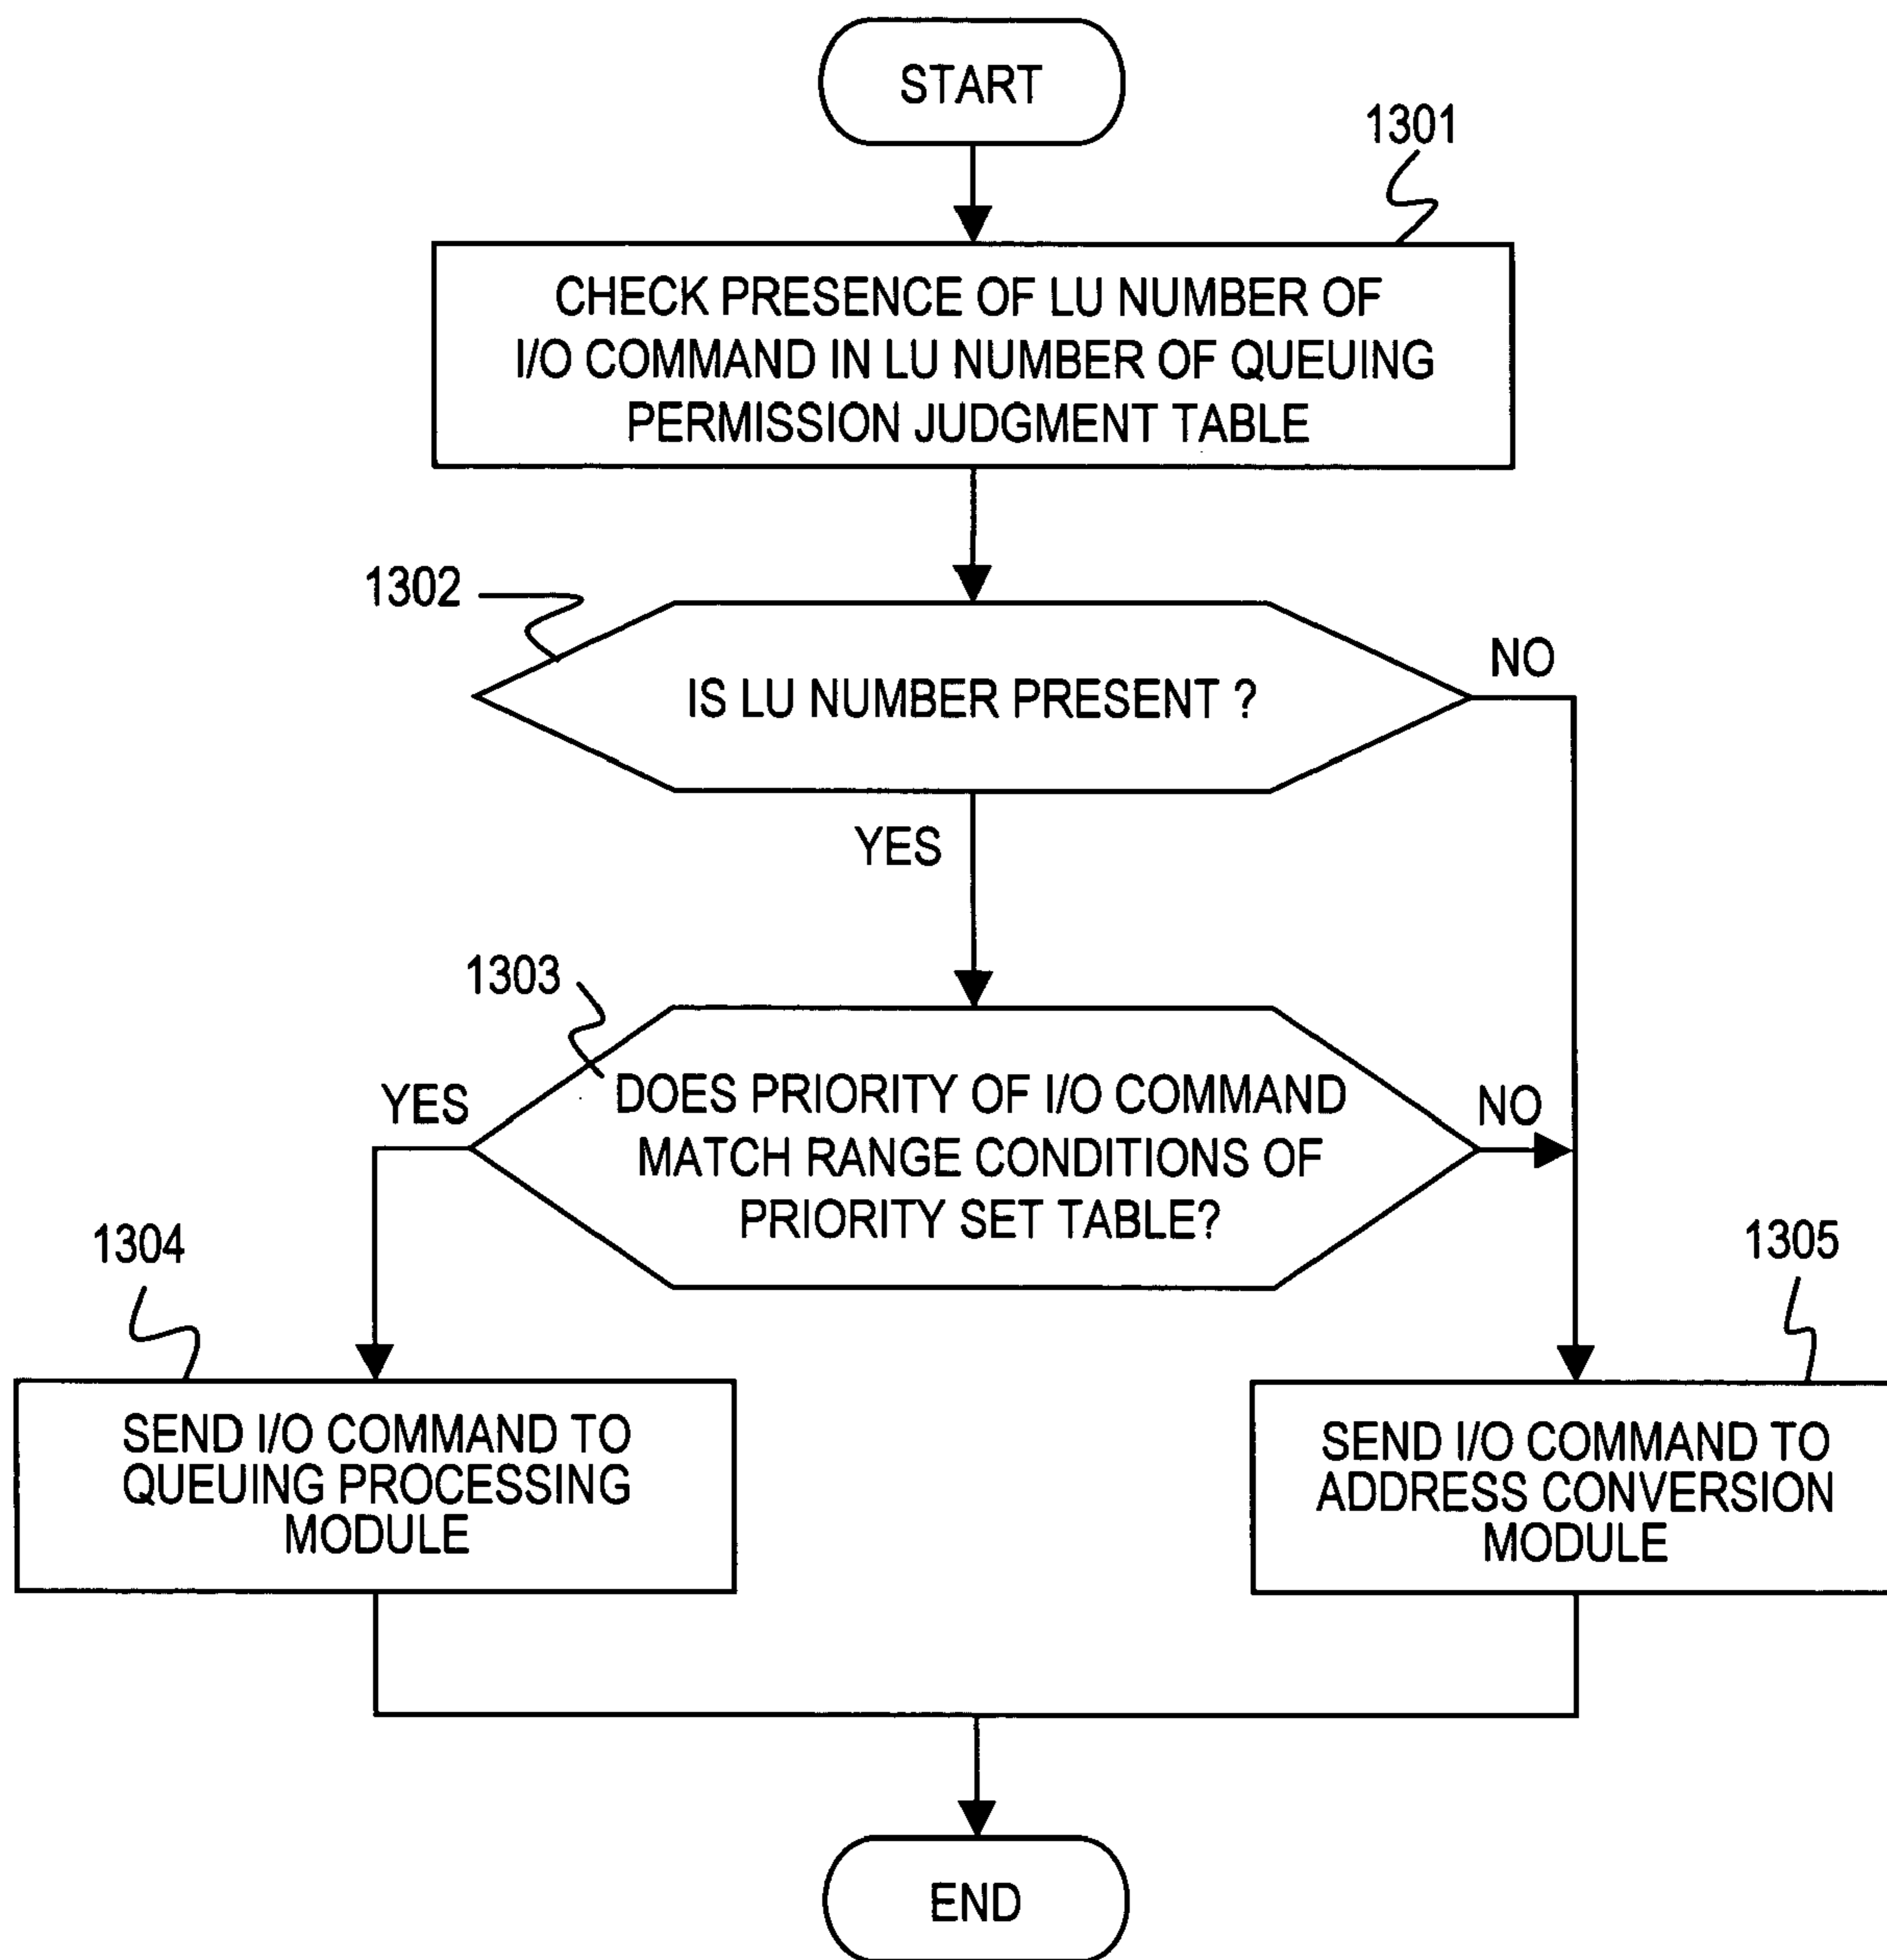 START
1301
CHECK PRESENCE OF LU NUMBER OF
I/O COMMAND IN LU NUMBER OF QUEUING
PERMISSION JUDGMENT TABLE
1302
IS LU NUMBER PRESENT ?
NO
YES
1303
DOES PRIORITY OF I/O COMMAND
MATCH RANGE CONDITIONS OF
PRIORITY SET TABLE?
YES
NO
1304
SEND I/O COMMAND TO
QUEUING PROCESSING
MODULE
1305
SEND I/O COMMAND TO
ADDRESS CONVERSION
MODULE
END